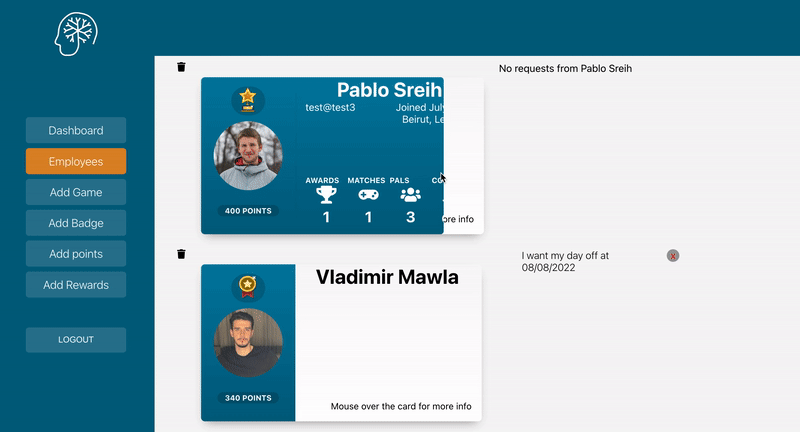 Dashboard
Employees
Add Game
Add Badge
Add points
Add Rewards
LOGOUT
No requests from Pablo Sreih
Pablo Sreih
test@test3
Joined July
Beirut, Le
AWARDS MATCHES PALS
1 1 3
400 POINTS
ore info
I want my day off at
08/08/2022
X
Vladimir Mawla
340 POINTS
Mouse over the card for more info